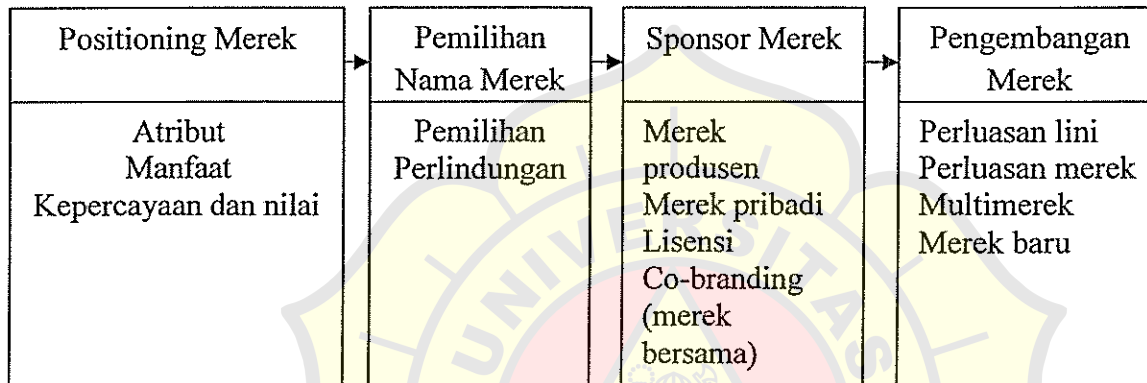 Positioning Merek
Atribut
Manfaat
Kepercayaan dan nilai
Pemilihan
Nama Merek
Pemilihan
Perlindungan
Sponsor Merek
Merek
produsen
Merek pribadi
Lisensi
Co-branding
(merek
bersama)
Pengembangan
Merek
Perluasan lini
Perluasan merek
Multimerek
Merek baru
UNIVERSITAS